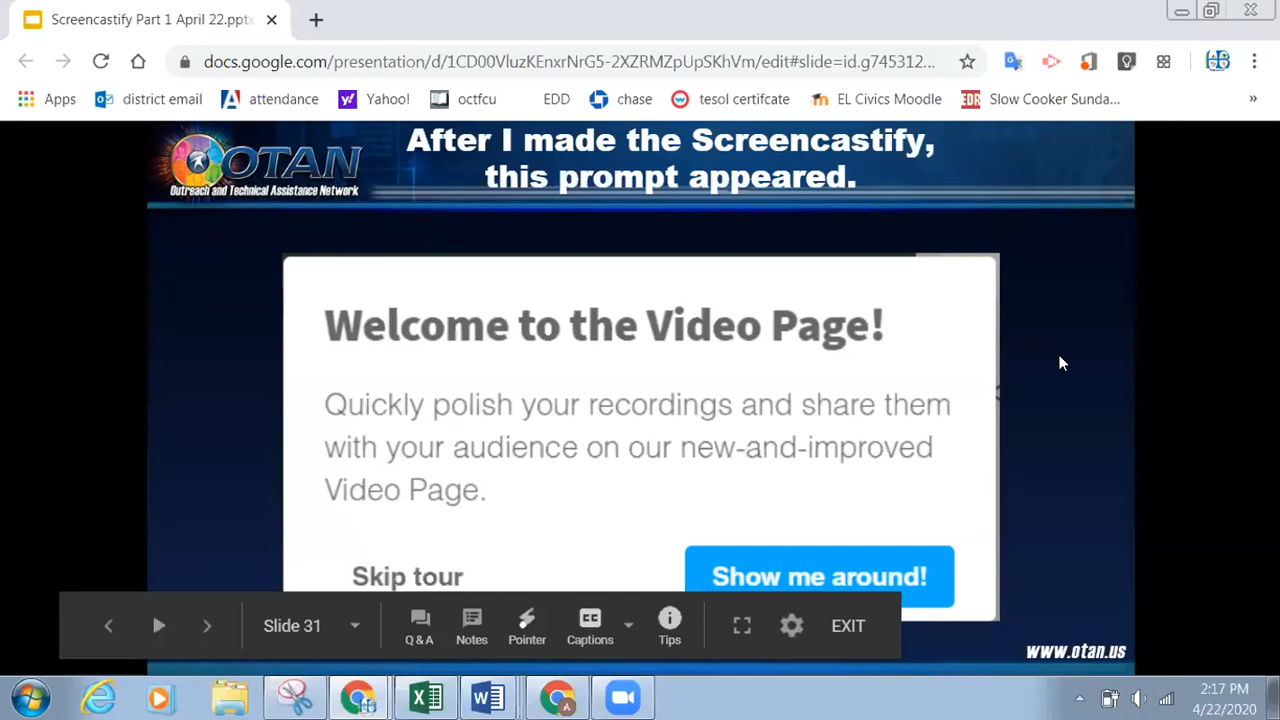 Screencastify Part 1 April 22.pptx
docs.google.com/presentation/d/1CD00VluzKEnxrNrG5-2XZRMZpUpSKhVm/edit#slide=id.g745312...
Apps district email attendance Yahoo! octfcu EDD chase test certifcate EL Civics Moodle EDR Slow Cooker Sunda... »
OTAN
Outreach and Technical Assistance Network
After I made the Screencastify,
this prompt appeared.
Welcome to the Video Page!
Quickly polish your recordings and share them
with your audience on our new-and-improved
Video Page.
Skip tour Show me around!
Slide 31 Q & A Notes Pointer CC Captions Tips EXIT
www.otan.us
2:17 PM
4/22/2020